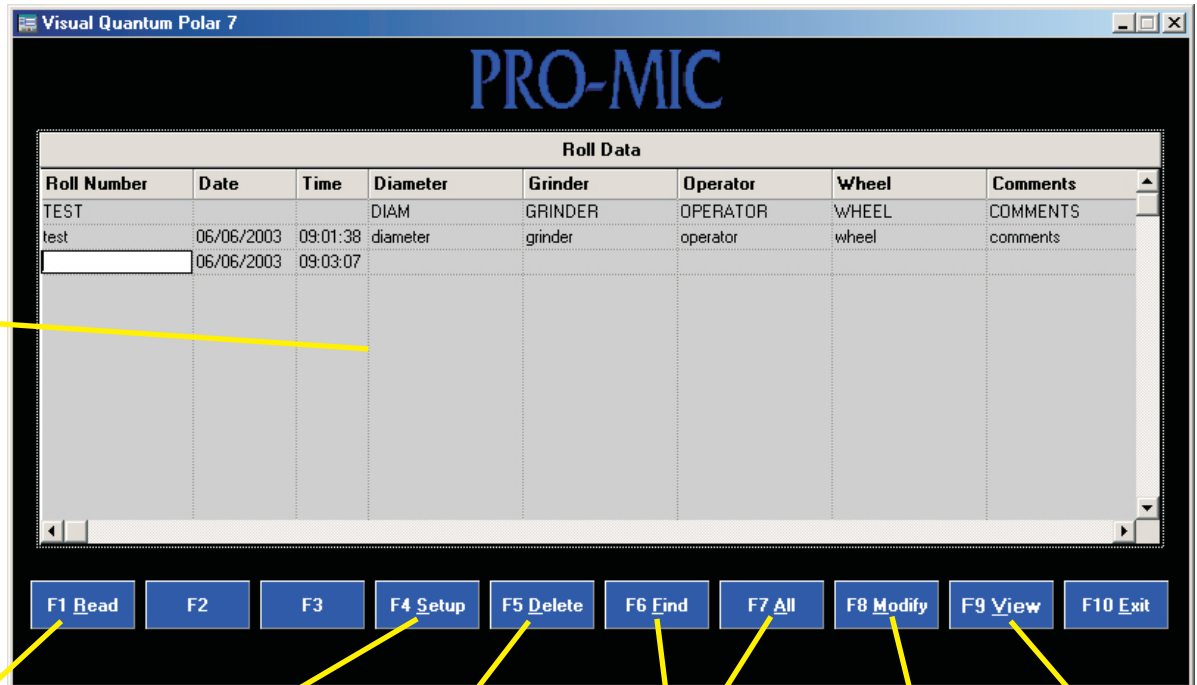 Visual Quantum Polar 7
PRO-MIC
Roll Data
Roll Number Date Time Diameter Grinder Operator Wheel Comments
TEST DIAM GRINDER OPERATOR WHEEL COMMENTS
test 06/06/2003 09:01:38 diameter grinder operator wheel comments
06/06/2003 09:03:07
F1 Read F2 F3 F4 Setup F5 Delete F6 Find F7 All F8 Modify F9 View F10 Exit